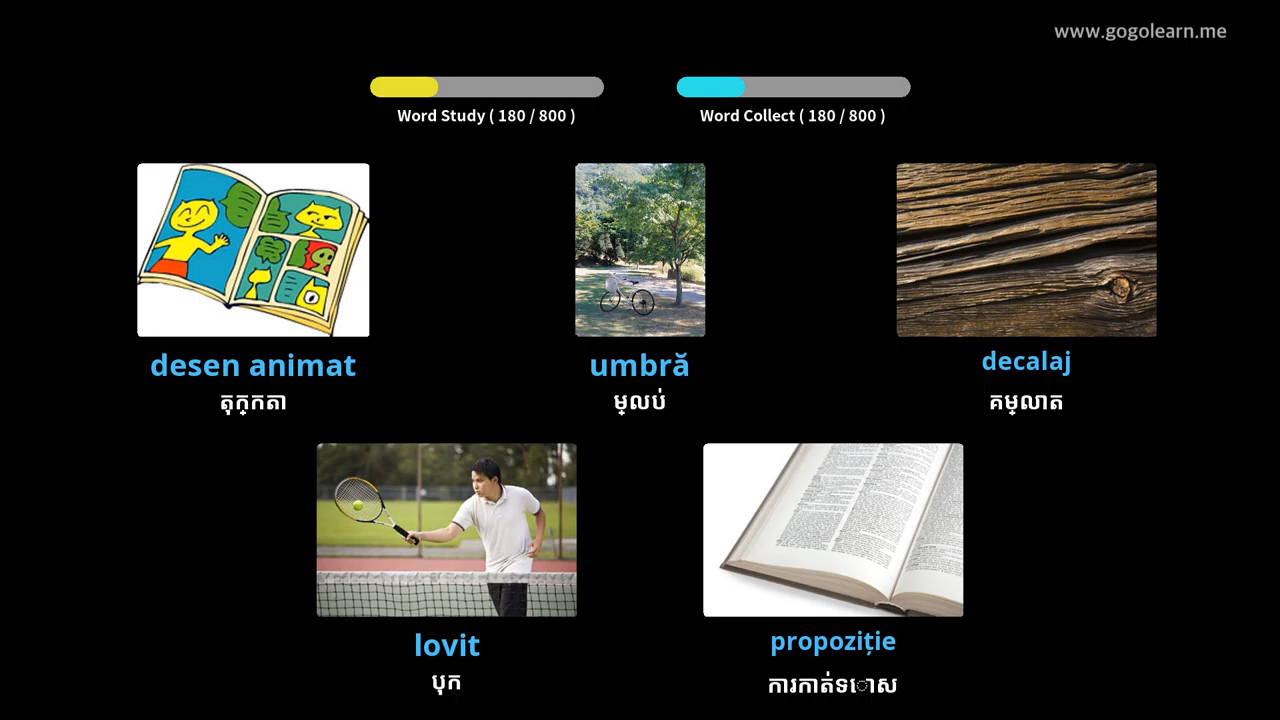 www.gogolearn.me
Word Study ( 180 / 800 )
Word Collect ( 180 / 800 )
desen animat
តុក្កតា
umbră
ម្លប់
decalaj
គម្លាត
lovit
បុក
propoziție
ការកាត់ទោស